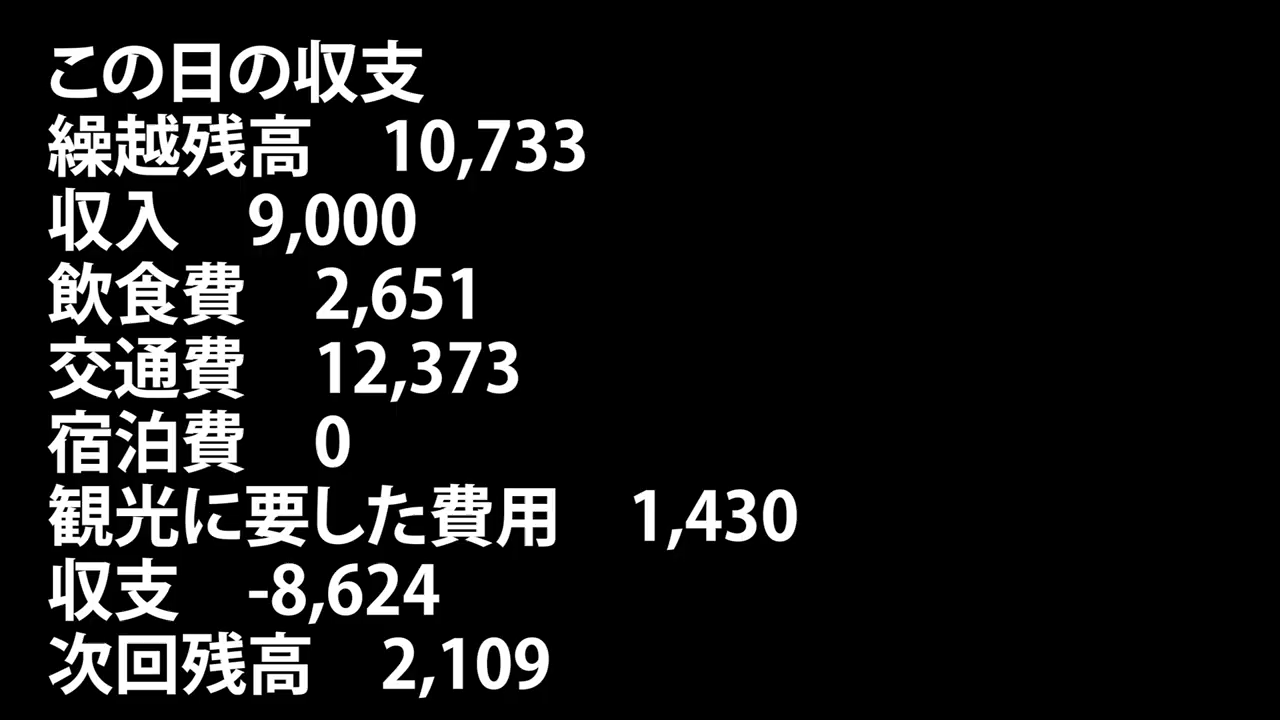 この日の収支
繰越残高　10,733
収入　9,000
飲食費　2,651
交通費　12,373
宿泊費　0
観光に要した費用　1,430
収支　-8,624
次回残高　2,109